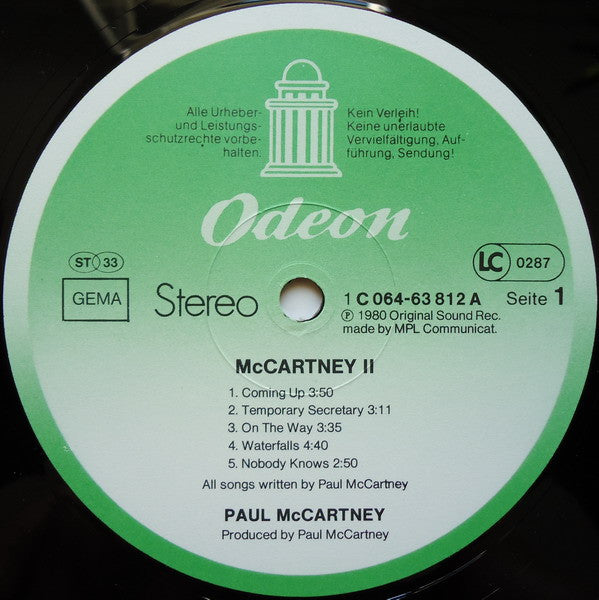 Alle Urheber-
und Leistungs-
schutzrechte vorbe-
halten.
Kein Verleih!
Keine unerlaubte
Vervielfältigung, Auf-
führung, Sendung!
Odeon
ST 33
GEMA
Stereo
LC 0287
1 C 064-63 812 A Seite 1
℗ 1980 Original Sound Rec.
made by MPL Communicat.
McCARTNEY II
1. Coming Up 3:50
2. Temporary Secretary 3:11
3. On The Way 3:35
4. Waterfalls 4:40
5. Nobody Knows 2:50
All songs written by Paul McCartney
PAUL McCARTNEY
Produced by Paul McCartney